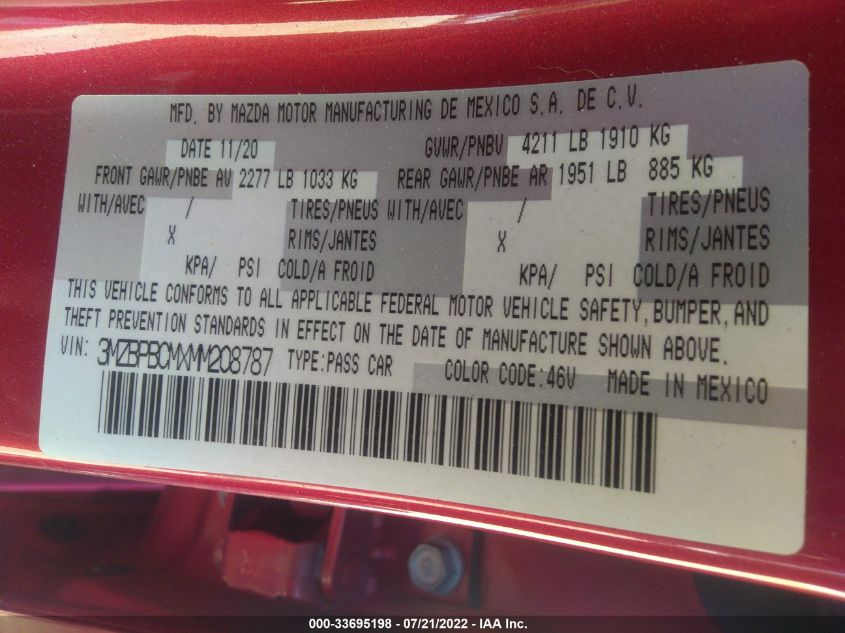 MFD. BY MAZDA MOTOR MANUFACTURING DE MEXICO S.A. DE C.V.
DATE 11/20 GVWR/PNBV 4211 LB 1910 KG
FRONT GAWR/PNBE AV 2277 LB 1033 KG REAR GAWR/PNBE AR 1951 LB 885 KG
WITH/AVEC / TIRES/PNEUS WITH/AVEC / TIRES/PNEUS
X RIMS/JANTES X RIMS/JANTES
KPA/ PSI COLD/A FROID KPA/ PSI COLD/A FROID
THIS VEHICLE CONFORMS TO ALL APPLICABLE FEDERAL MOTOR VEHICLE SAFETY, BUMPER, AND
THEFT PREVENTION STANDARDS IN EFFECT ON THE DATE OF MANUFACTURE SHOWN ABOVE.
VIN: 3MZBPBCMXMM208787 TYPE:PASS CAR COLOR CODE:46V MADE IN MEXICO
000-33695198 - 07/21/2022 - IAA Inc.